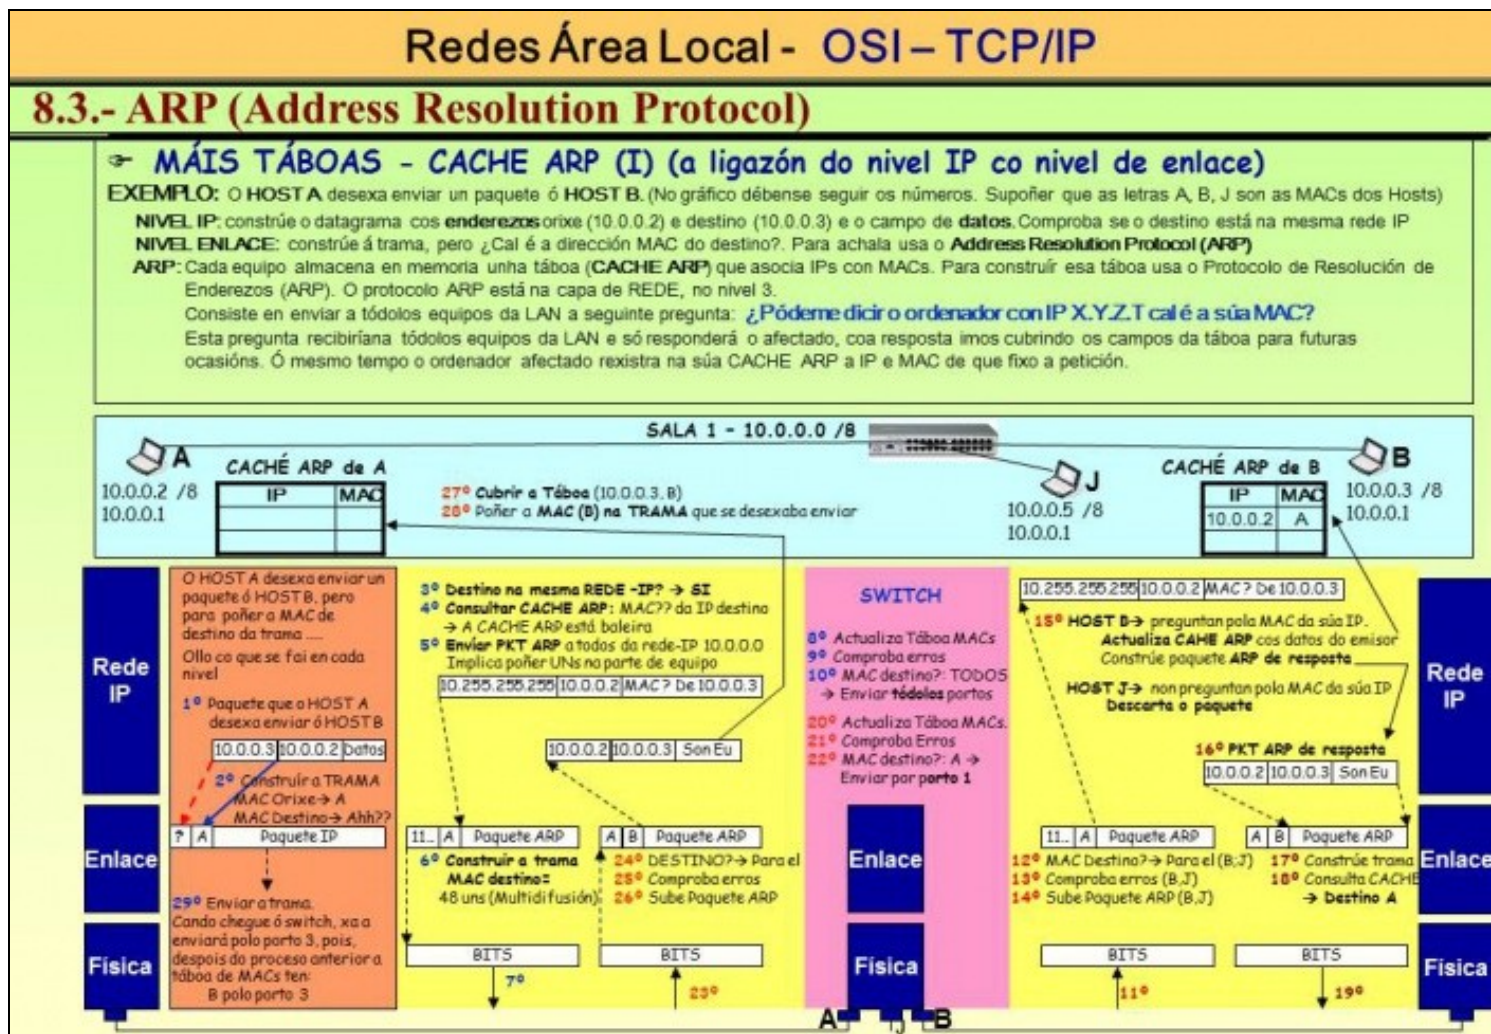 Redes Área Local - OSI – TCP/IP
8.3.- ARP (Address Resolution Protocol)
☞ MÁIS TÁBOAS - CACHE ARP (I) (a ligazón do nivel IP co nivel de enlace)
EXEMPLO: O HOST A desexa enviar un paquete ó HOST B. (No gráfico débense seguir os números. Supoñer que as letras A, B, J son as MACs dos Hosts)
NIVEL IP: constrúe o datagrama cos enderezos orixe (10.0.0.2) e destino (10.0.0.3) e o campo de datos. Comproba se o destino está na mesma rede IP
NIVEL ENLACE: constrúe á trama, pero ¿Cal é a dirección MAC do destino?. Para achala usa o Address Resolution Protocol (ARP)
ARP: Cada equipo almacena en memoria unha táboa (CACHE ARP) que asocia IPs con MACs. Para construír esa táboa usa o Protocolo de Resolución de
Enderezos (ARP). O protocolo ARP está na capa de REDE, no nivel 3.
Consiste en enviar a tódolos equipos da LAN a seguinte pregunta: ¿Pódeme dicir o ordenador con IP X.Y.Z.T cal é a súa MAC?
Esta pregunta recibiríana tódolos equipos da LAN e só responderá o afectado, coa resposta imos cubrindo os campos da táboa para futuras
ocasións. Ó mesmo tempo o ordenador afectado rexistra na súa CACHE ARP a IP e MAC de que fixo a petición.
SALA 1 - 10.0.0.0 /8
A
10.0.0.2 /8
10.0.0.1
CACHÉ ARP de A
IP MAC
27º Cubrir a Táboa (10.0.0.3, B)
28º Poñer a MAC (B) na TRAMA que se desexaba enviar
J
10.0.0.5 /8
10.0.0.1
CACHÉ ARP de B
IP MAC
10.0.0.2 A
B
10.0.0.3 /8
10.0.0.1
Rede
IP
Enlace
Física
O HOST A desexa enviar un
paquete ó HOST B, pero
para poñer a MAC de
destino da trama ....
Ollo co que se fai en cada
nivel
1º Paquete que o HOST A
desexa enviar ó HOST B
10.0.0.3 10.0.0.2 Datos
2º Construír a TRAMA
MAC Orixe→ A
MAC Destino→ Ahh??
? A Paquete IP
29º Enviar a trama.
Cando chegue ó switch, xa a
enviará polo porto 3, pois,
despois do proceso anterior a
táboa de MACs ten:
B polo porto 3
3º Destino na mesma REDE –IP? → SI
4º Consultar CACHE ARP: MAC?? da IP destino
→ A CACHE ARP está baleira
5º Enviar PKT ARP a todos da rede-IP 10.0.0.0
Implica poñer UNs na parte de equipo
10.255.255.255 10.0.0.2 MAC? De 10.0.0.3
10.0.0.2 10.0.0.3 Son Eu
11... A Paquete ARP
6º Construir a trama
MAC destino=
48 uns (Multidifusión)
BITS
7º
A B Paquete ARP
24º DESTINO?→ Para el
25º Comproba erros
26º Sube Paquete ARP
BITS
23º
SWITCH
8º Actualiza Táboa MACs
9º Comproba erros
10º MAC destino?: TODOS
→ Enviar tódolos portos
20º Actualiza Táboa MACs.
21º Comproba Erros
22º MAC destino?: A →
Enviar por porto 1
Enlace
Física
A J B
10.255.255.255 10.0.0.2 MAC? De 10.0.0.3
15º HOST B→ preguntan pola MAC da súa IP.
Actualiza CAHE ARP cos datos do emisor
Constrúe paquete ARP de resposta
HOST J→ non preguntan pola MAC da súa IP
Descarta o paquete
16º PKT ARP de resposta
10.0.0.2 10.0.0.3 Son Eu
11... A Paquete ARP
12º MAC Destino?→ Para el (B,J)
13º Comproba erros (B,J)
14º Sube Paquete ARP (B,J)
BITS
11º
A B Paquete ARP
17º Constrúe trama
18º Consulta CACHE
→ Destino A
BITS
19º
Rede
IP
Enlace
Física